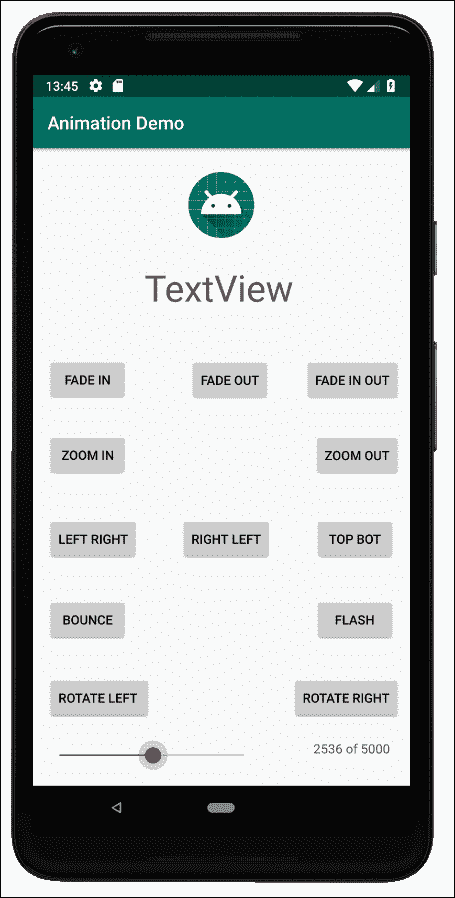 13:45
Animation Demo
TextView
FADE IN FADE OUT FADE IN OUT
ZOOM IN ZOOM OUT
LEFT RIGHT RIGHT LEFT TOP BOT
BOUNCE FLASH
ROTATE LEFT ROTATE RIGHT
2536 of 5000